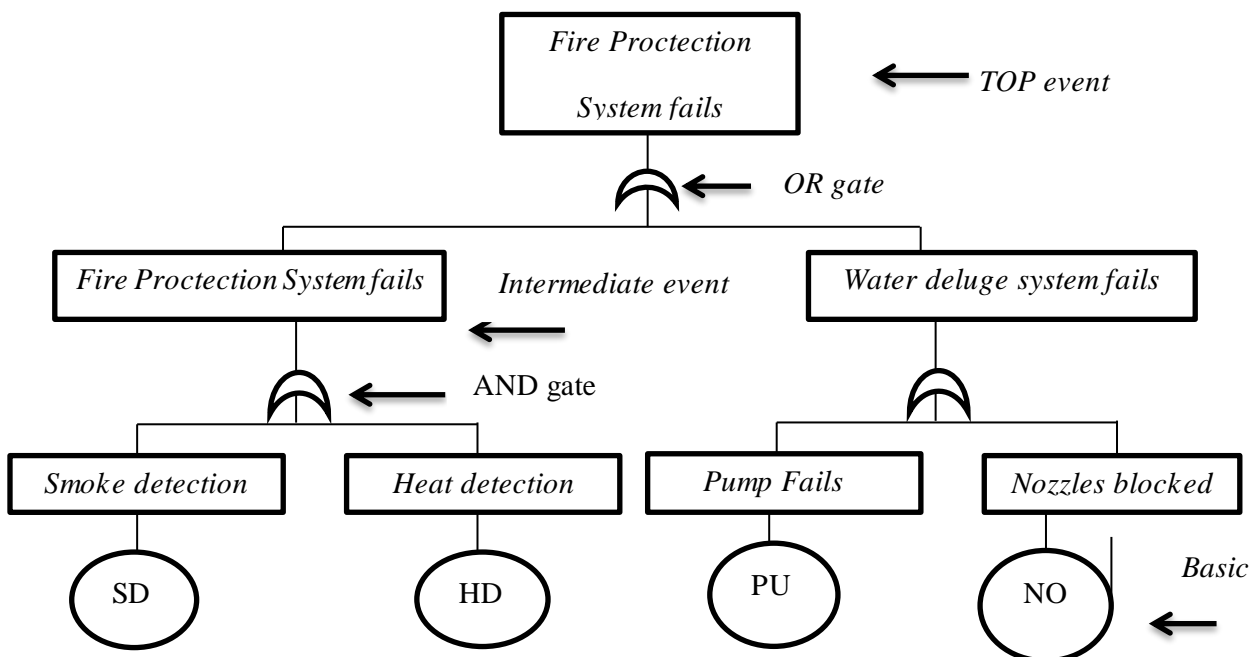 Fire Proctection
System fails
TOP event
OR gate
Fire Proctection System fails
Intermediate event
Water deluge system fails
AND gate
Smoke detection
Heat detection
Pump Fails
Nozzles blocked
SD
HD
PU
NO
Basic